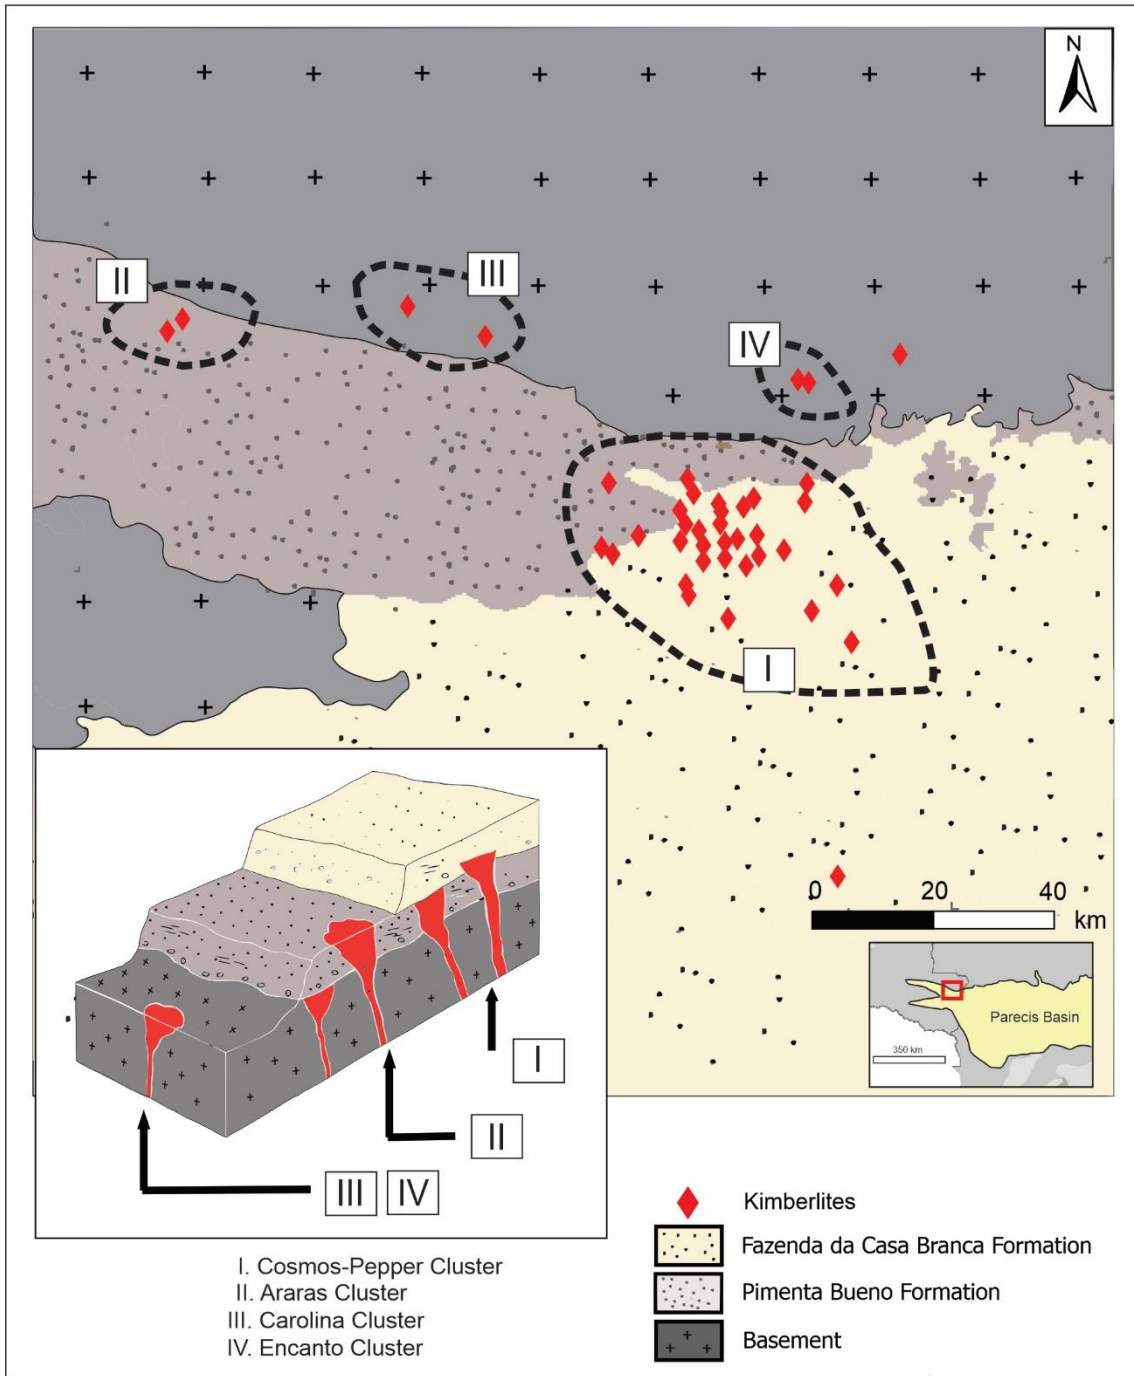 N
II
III
IV
I
0 20 40
km
Parecis Basin
350 km
I
II
III IV
I. Cosmos-Pepper Cluster
II. Araras Cluster
III. Carolina Cluster
IV. Encanto Cluster
Kimberlites
Fazenda da Casa Branca Formation
Pimenta Bueno Formation
Basement